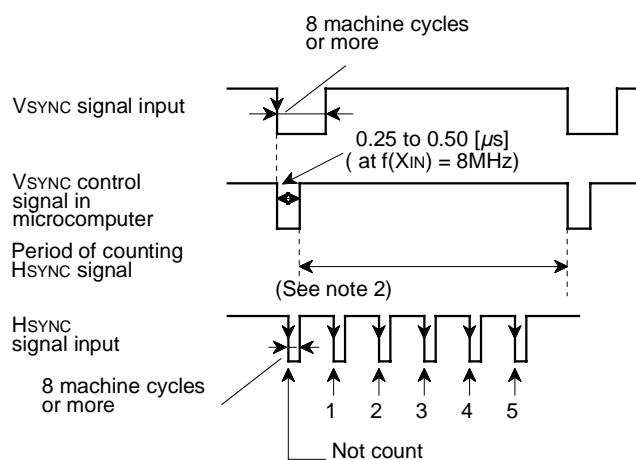 8 machine cycles
or more
VSYNC signal input
0.25 to 0.50 [µs]
( at f(XIN) = 8MHz)
VSYNC control
signal in
microcomputer
Period of counting
HSYNC signal
(See note 2)
HSYNC
signal input
8 machine cycles
or more
1 2 3 4 5
Not count